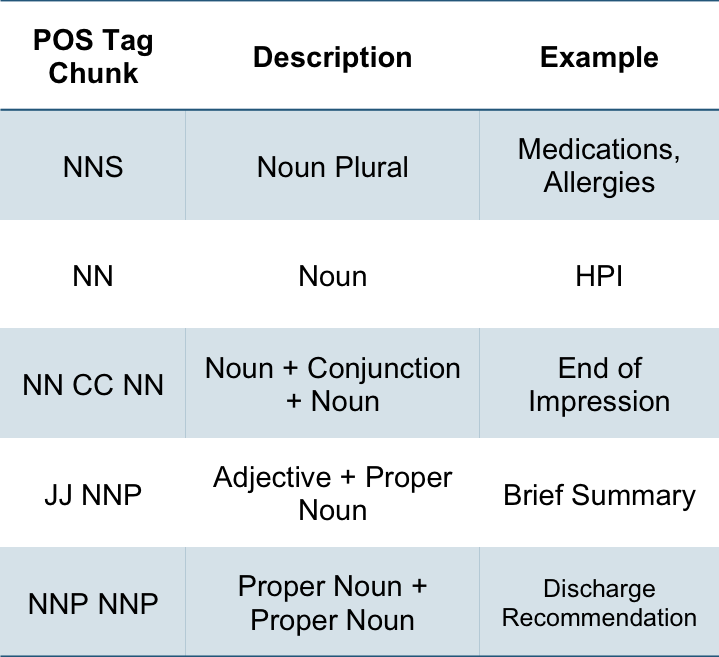 POS Tag
Chunk
Description
Example
NNS
Noun Plural
Medications,
Allergies
NN
Noun
HPI
NN CC NN
Noun + Conjunction
+ Noun
End of
Impression
JJ NNP
Adjective + Proper
Noun
Brief Summary
NNP NNP
Proper Noun +
Proper Noun
Discharge
Recommendation